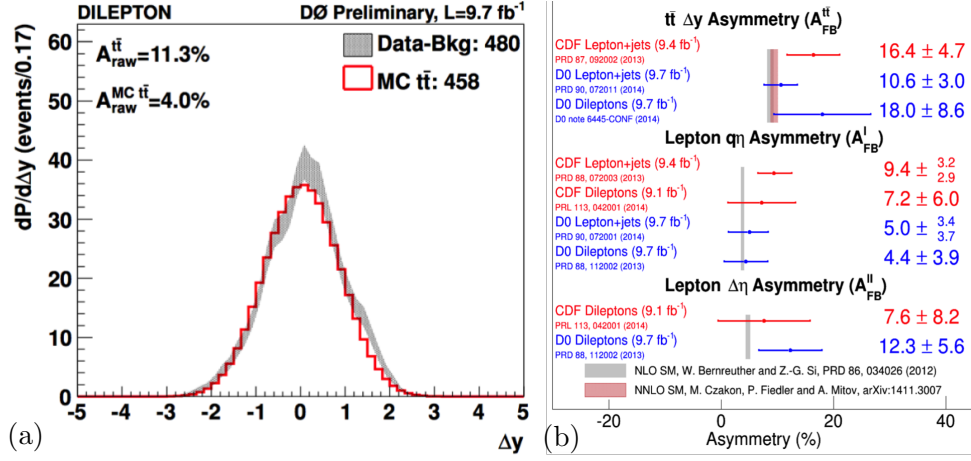 DILEPTON
DØ Preliminary, L=9.7 fb⁻¹
A^{tt̄}_{raw}=11.3%
A^{MC tt̄}_{raw}=4.0%
Data-Bkg: 480
MC tt̄: 458
dP/dΔy (events/0.17)
60
50
40
30
20
10
0
-5 -4 -3 -2 -1 0 1 2 3 4 5
Δy
(a)
tt̄ Δy Asymmetry (A^{tt̄}_{FB})
CDF Lepton+jets (9.4 fb⁻¹)
16.4 ± 4.7
PRD 87, 092002 (2013)
D0 Lepton+jets (9.7 fb⁻¹)
10.6 ± 3.0
PRD 90, 072011 (2014)
D0 Dileptons (9.7 fb⁻¹)
18.0 ± 8.6
D0 note 6445-CONF (2014)
Lepton qη Asymmetry (A^{l}_{FB})
CDF Lepton+jets (9.4 fb⁻¹)
9.4 ± 3.2 2.9
PRD 88, 072003 (2013)
CDF Dileptons (9.1 fb⁻¹)
7.2 ± 6.0
PRL 113, 042001 (2014)
D0 Lepton+jets (9.7 fb⁻¹)
5.0 ± 3.4 3.7
PRD 90, 072001 (2014)
D0 Dileptons (9.7 fb⁻¹)
4.4 ± 3.9
PRD 88, 112002 (2013)
Lepton Δη Asymmetry (A^{ll}_{FB})
CDF Dileptons (9.1 fb⁻¹)
7.6 ± 8.2
PRL 113, 042001 (2014)
D0 Dileptons (9.7 fb⁻¹)
12.3 ± 5.6
PRD 88, 112002 (2013)
NLO SM, W. Bernreuther and Z.-G. Si, PRD 86, 034026 (2012)
NNLO SM, M. Czakon, P. Fiedler and A. Mitov, arXiv:1411.3007
-20 0 20 40
Asymmetry (%)
(b)